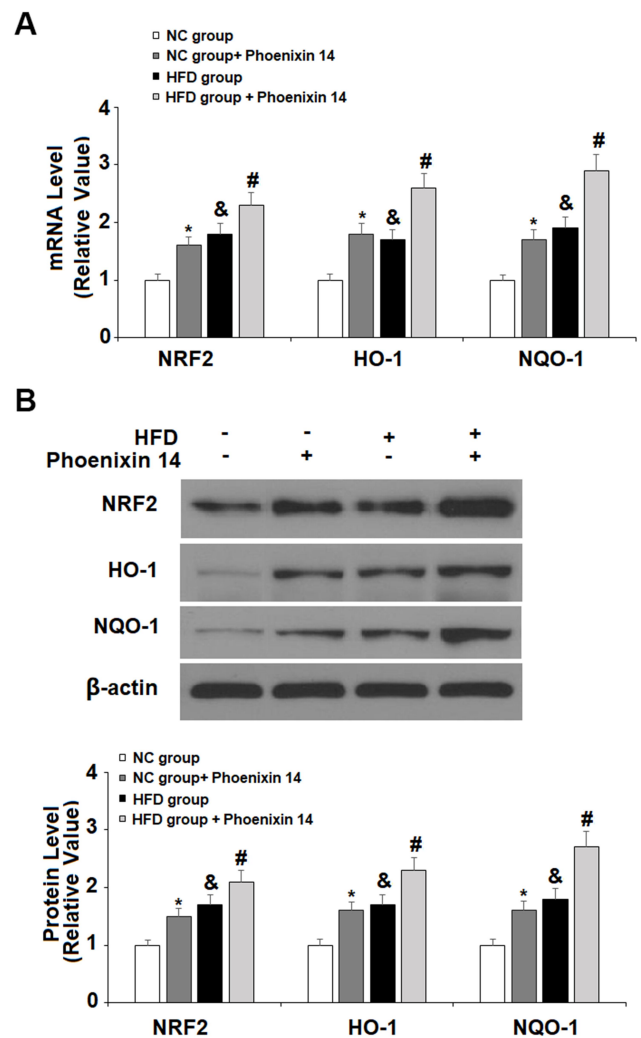 A
NC group
NC group+ Phoenixin 14
HFD group
HFD group + Phoenixin 14
mRNA Level
(Relative Value)
4
3
2
1
0
* & #
* & #
* & #
NRF2 HO-1 NQO-1
B
HFD - - + +
Phoenixin 14 - + - +
NRF2
HO-1
NQO-1
β-actin
NC group
NC group+ Phoenixin 14
HFD group
HFD group + Phoenixin 14
Protein Level
(Relative Value)
4
3
2
1
0
* & #
* & #
* & #
NRF2 HO-1 NQO-1